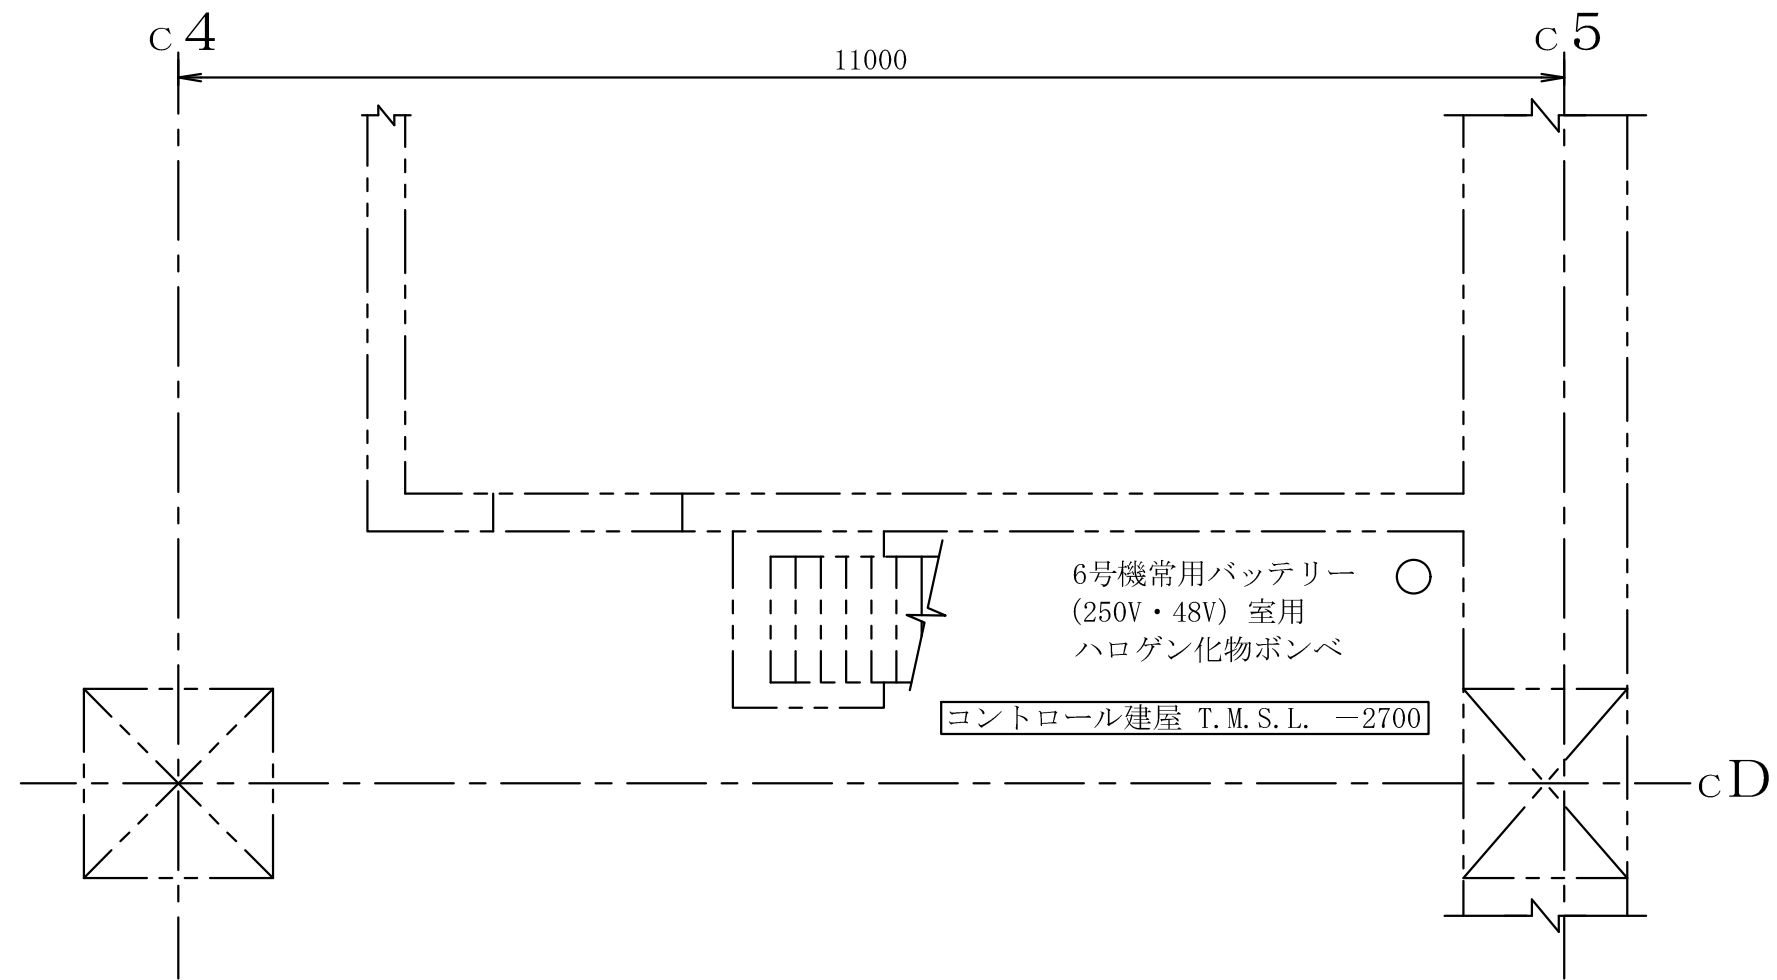 C4
C5
11000
6号機常用バッテリー
(250V・48V) 室用
ハロゲン化物ボンベ
コントロール建屋 T.M.S.L. －2700
CD